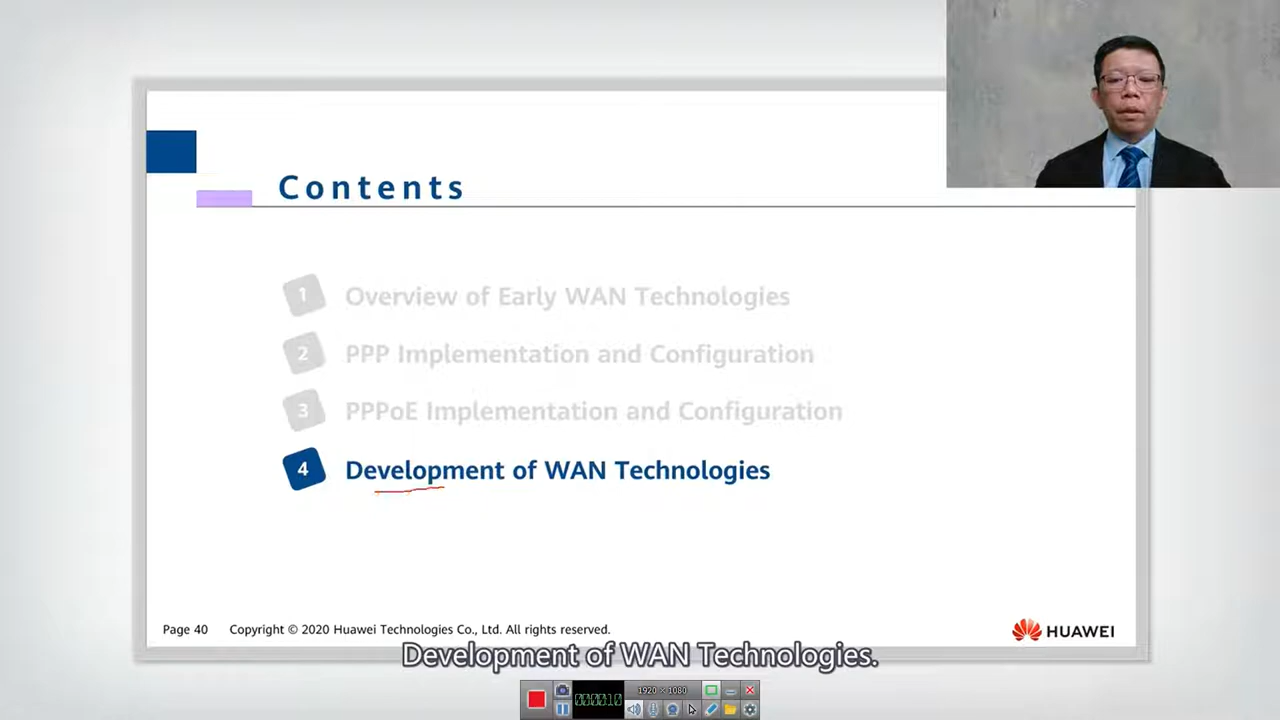 Contents
1 Overview of Early WAN Technologies
2 PPP Implementation and Configuration
3 PPPoE Implementation and Configuration
4 Development of WAN Technologies
Page 40 Copyright © 2020 Huawei Technologies Co., Ltd. All rights reserved.
HUAWEI
Development of WAN Technologies.
1920 × 1080